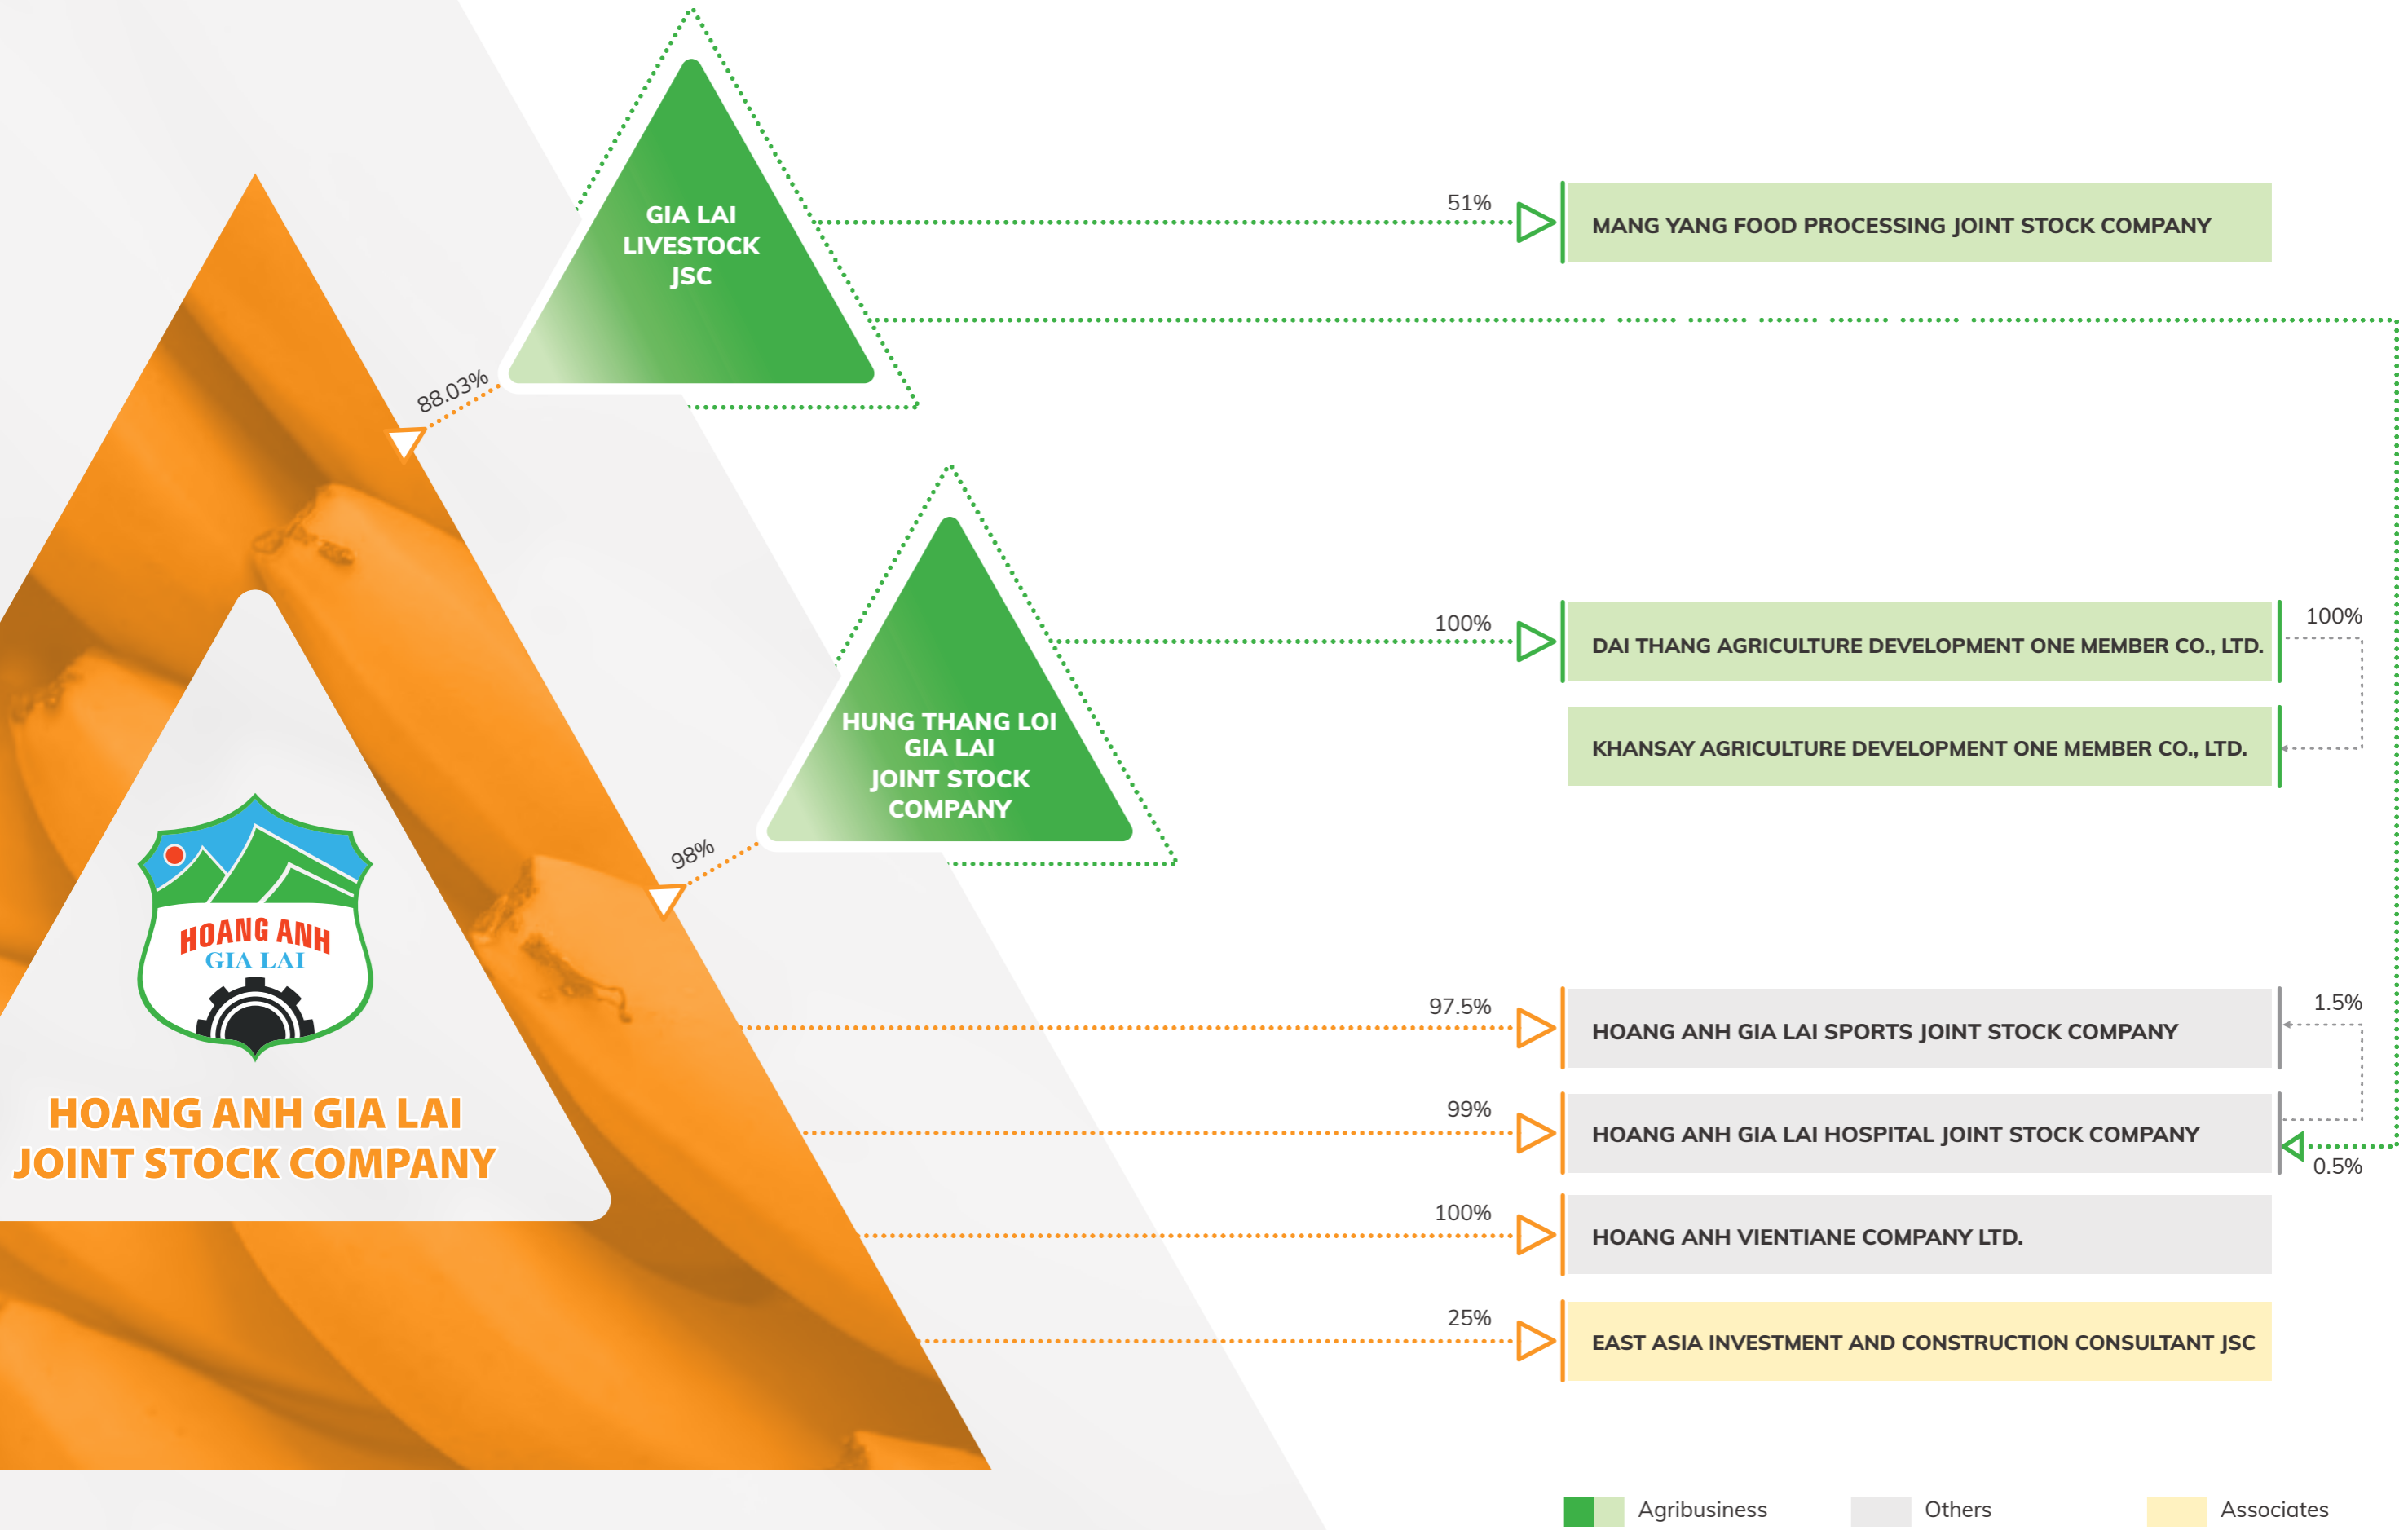 GIA LAI
LIVESTOCK
JSC
51%
MANG YANG FOOD PROCESSING JOINT STOCK COMPANY
88.03%
HUNG THANG LOI
GIA LAI
JOINT STOCK
COMPANY
100%
DAI THANG AGRICULTURE DEVELOPMENT ONE MEMBER CO., LTD.
100%
KHANSAY AGRICULTURE DEVELOPMENT ONE MEMBER CO., LTD.
98%
HOANG ANH
GIA LAI
HOANG ANH GIA LAI
JOINT STOCK COMPANY
97.5%
HOANG ANH GIA LAI SPORTS JOINT STOCK COMPANY
1.5%
99%
HOANG ANH GIA LAI HOSPITAL JOINT STOCK COMPANY
0.5%
100%
HOANG ANH VIENTIANE COMPANY LTD.
25%
EAST ASIA INVESTMENT AND CONSTRUCTION CONSULTANT JSC
Agribusiness
Others
Associates